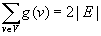 ∑_{v∈V} g(v) = 2 | E |